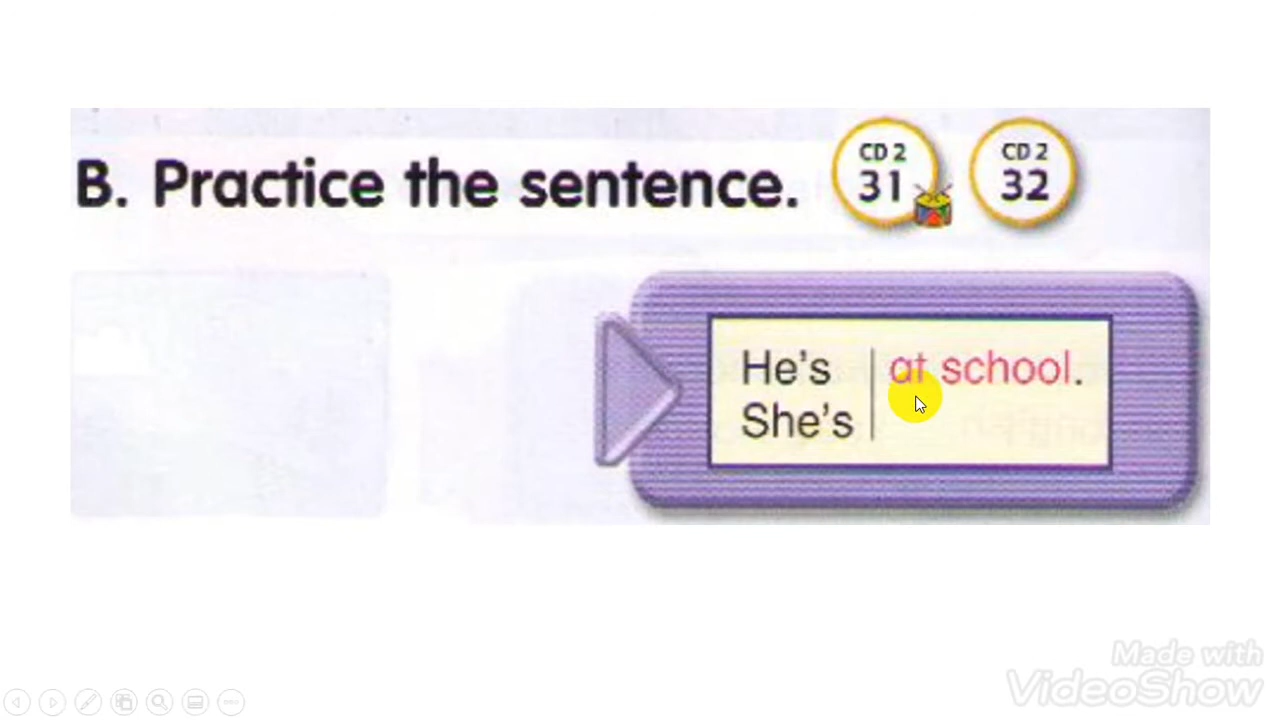 B. Practice the sentence.
CD 2
31
CD 2
32
He's at school.
She's
Made with
VideoShow